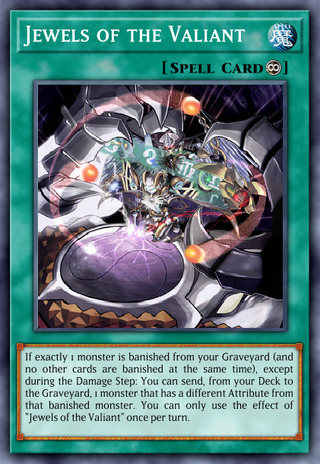 Jewels of the Valiant
魔
[Spell Card∞]
If exactly 1 monster is banished from your Graveyard (and
no other cards are banished at the same time), except
during the Damage Step: You can send, from your Deck to
the Graveyard, 1 monster that has a different Attribute from
that banished monster. You can only use the effect of
"Jewels of the Valiant" once per turn.